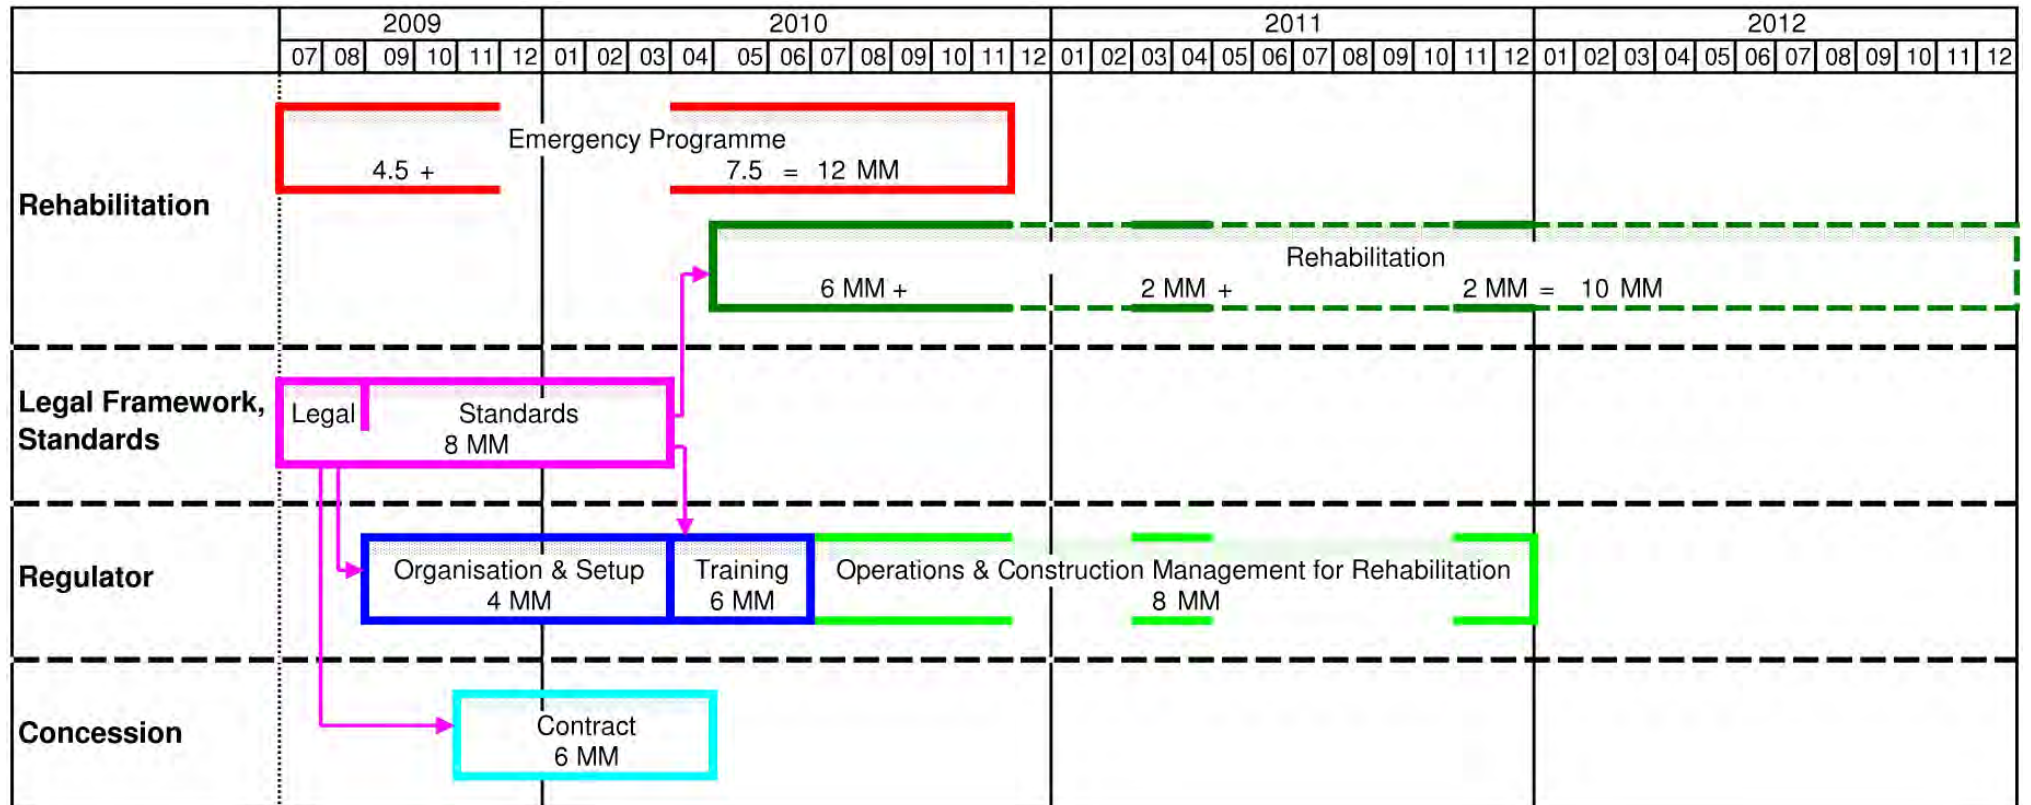 2009 2010 2011 2012
07 08 09 10 11 12 01 02 03 04 05 06 07 08 09 10 11 12 01 02 03 04 05 06 07 08 09 10 11 12 01 02 03 04 05 06 07 08 09 10 11 12
Rehabilitation
Emergency Programme
4.5 + 7.5 = 12 MM
Rehabilitation
6 MM + 2 MM + 2 MM = 10 MM
Legal Framework,
Standards
Legal Standards
8 MM
Regulator
Organisation & Setup Training Operations & Construction Management for Rehabilitation
4 MM 6 MM 8 MM
Concession
Contract
6 MM